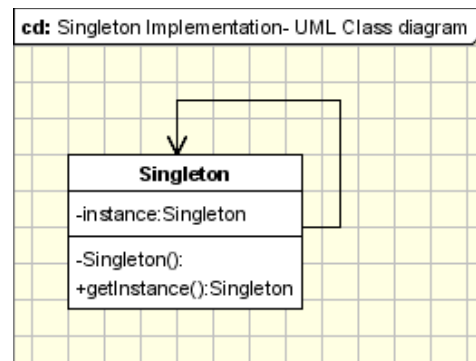 cd: Singleton Implementation- UML Class diagram
Singleton
-instance:Singleton
-Singleton():
+getInstance():Singleton